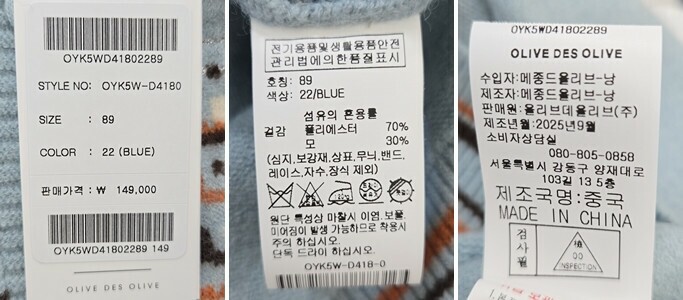 OYK5WD41802289
STYLE NO: OYK5W-D4180
SIZE : 89
COLOR : 22 (BLUE)
판매가격 : ₩ 149,000
OYK5WD41802289 149
OLIVE DES OLIVE
전기용품및생활용품안전
관리법에의한품질표시
호칭: 89
색상: 22/BLUE
섬유의 혼용률
겉감 폴리에스터 70%
모 30%
(심지,보강재,상표,무늬,밴드,
레이스,자수,장식 제외)
원단 특성상 마찰시 이염,보풀,
미어짐이 발생 가능하므로 착용시
주의 하십시오.
단독 드라이 하십시오.
OYK5W-D418-0
OYK5WD41802289
OLIVE DES OLIVE
수입자:메종드올리브-낭
제조자:메종드올리브-낭
판매원:올리브데올리브(주)
제조년월:2025년9월
소비자상담실
080-805-0858
서울특별시 강동구 양재대로
103길 13 5층
제조국명:중국
MADE IN CHINA
검사필
INSPECTION